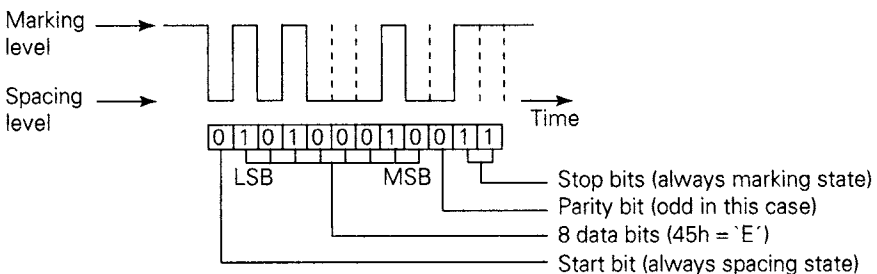 Marking
level
Spacing
level
Time
0 1 0 1 0 0 0 1 0 0 1 1
LSB MSB
Stop bits (always marking state)
Parity bit (odd in this case)
8 data bits (45h = `E´)
Start bit (always spacing state)